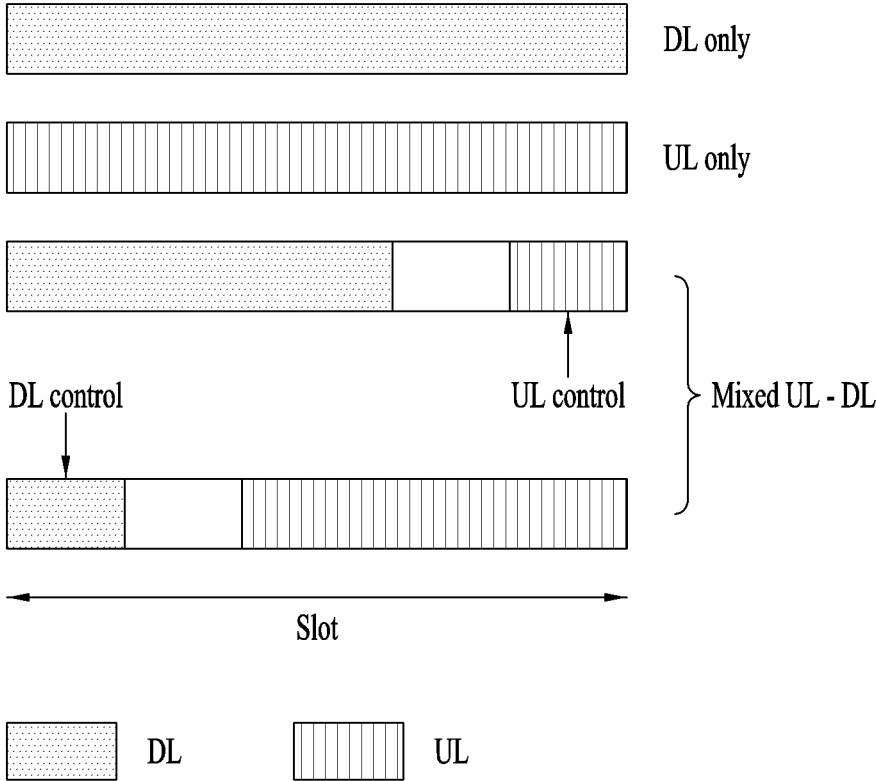 DL only
UL only
DL control
UL control
Mixed UL - DL
Slot
DL
UL